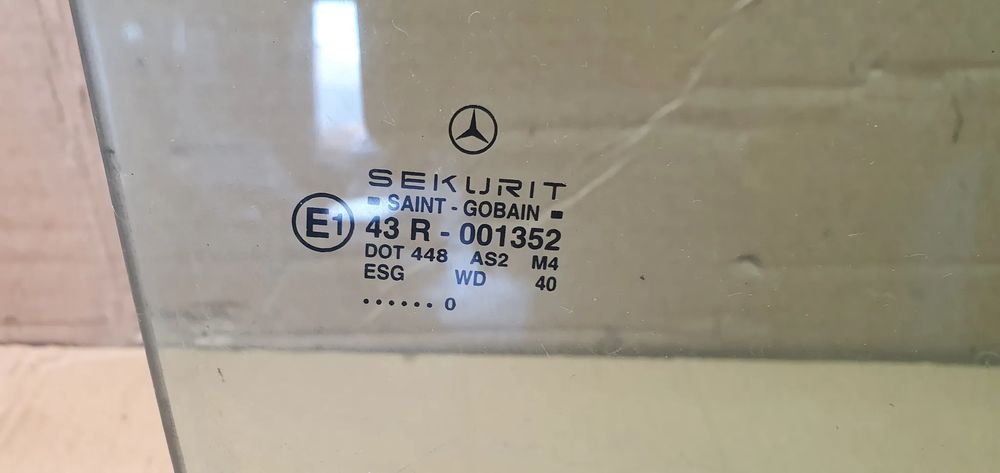 SEKURIT
SAINT - GOBAIN
E1 43 R - 001352
DOT 448 AS2 M4
ESG WD 40
...... 0